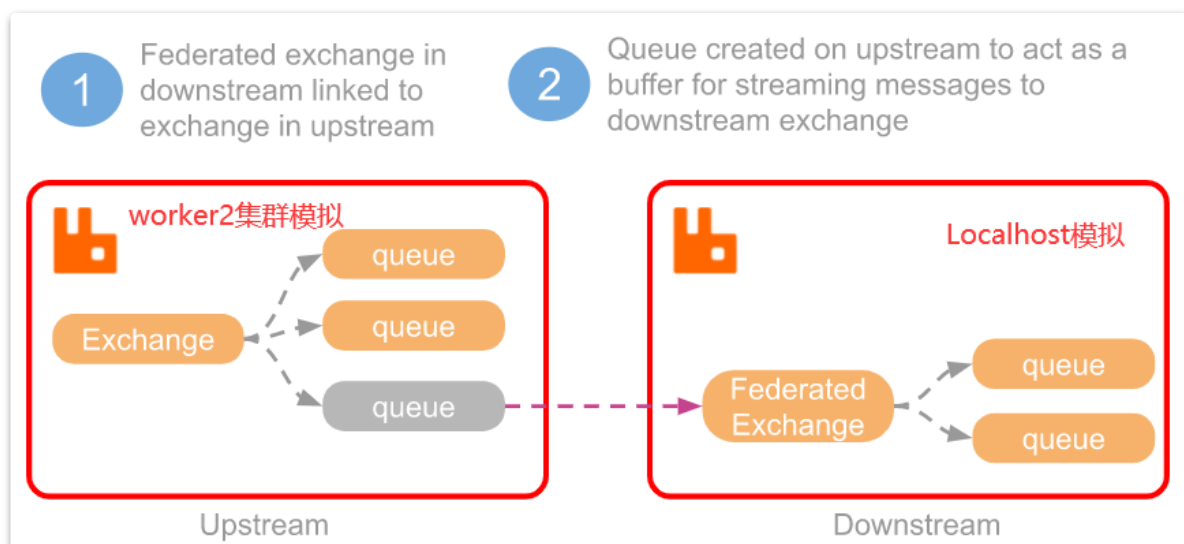 1
Federated exchange in
downstream linked to
exchange in upstream
2
Queue created on upstream to act as a
buffer for streaming messages to
downstream exchange
worker2集群模拟
queue
queue
Exchange
queue
Upstream
Localhost模拟
queue
Federated
Exchange
queue
Downstream